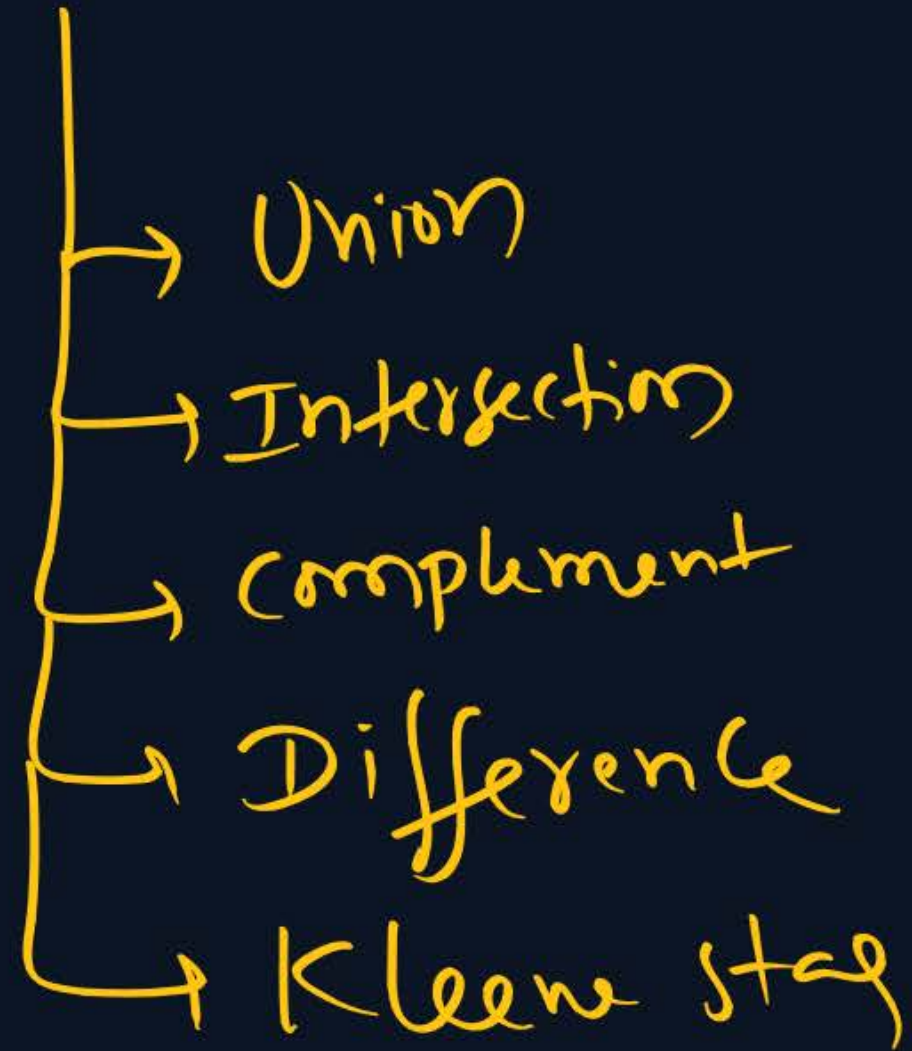 Union
Intersection
Complement
Difference
Kleene star